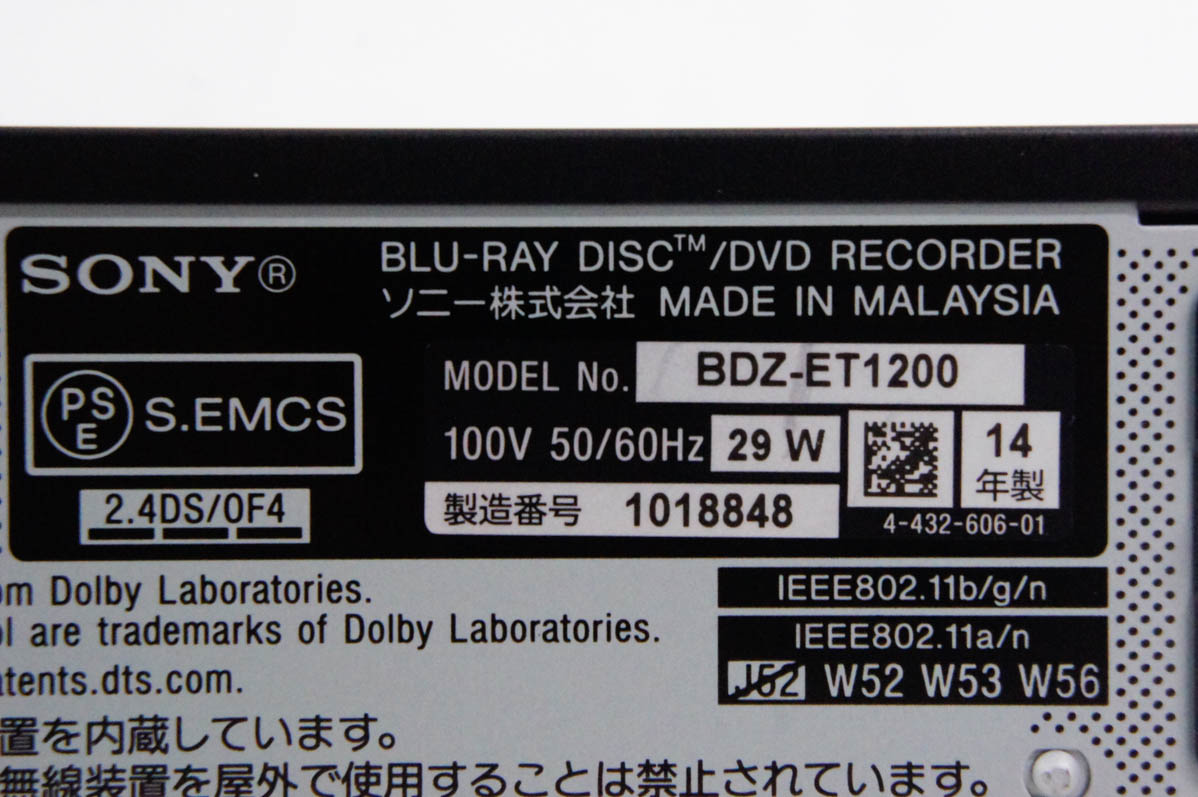 SONY®
BLU-RAY DISC™/DVD RECORDER
ソニー株式会社 MADE IN MALAYSIA
PSE S.EMCS
2.4DS/OF4
MODEL No. BDZ-ET1200
100V 50/60Hz 29 W
14
年製
製造番号 1018848
4-432-606-01
om Dolby Laboratories.
ol are trademarks of Dolby Laboratories.
atents.dts.com.
IEEE802.11b/g/n
IEEE802.11a/n
J52 W52 W53 W56
置を内蔵しています。
無線装置を屋外で使用することは禁止されています。